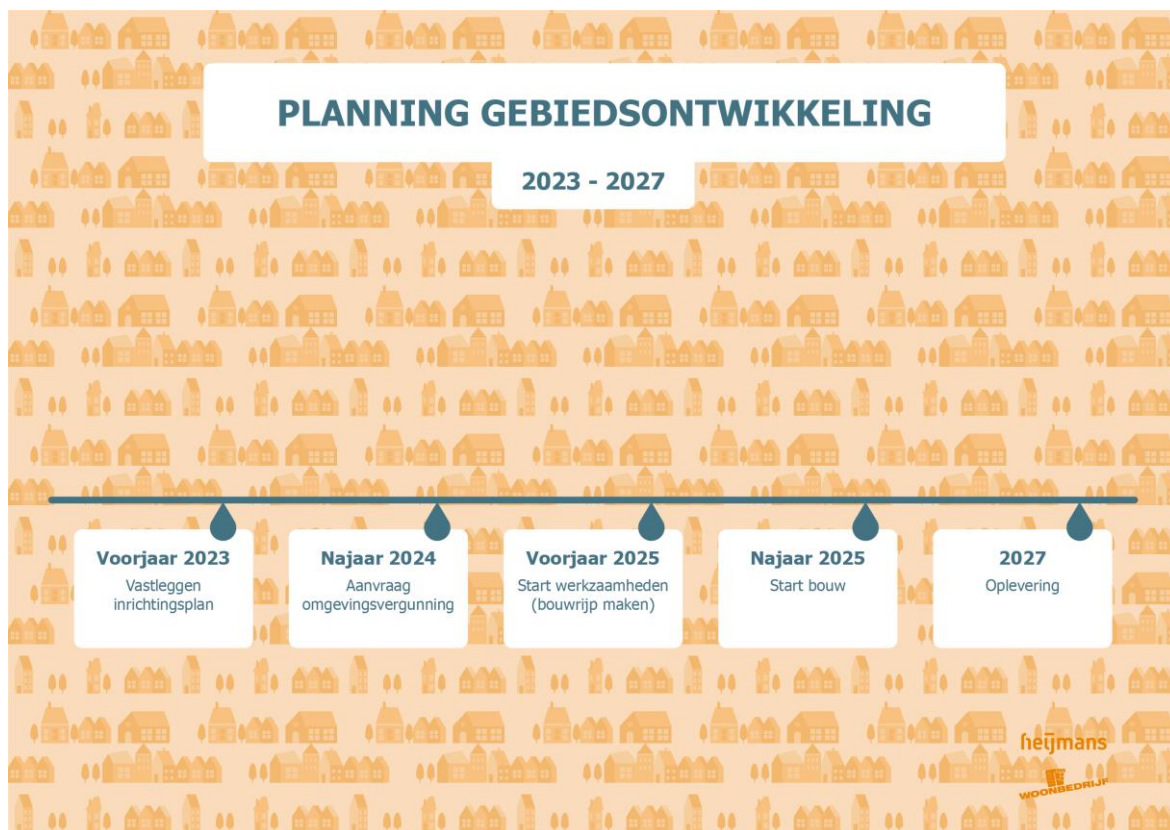 PLANNING GEBIEDSONTWIKKELING
2023 - 2027
Voorjaar 2023
Vastleggen
inrichtingsplan
Najaar 2024
Aanvraag
omgevingsvergunning
Voorjaar 2025
Start werkzaamheden
(bouwrijp maken)
Najaar 2025
Start bouw
2027
Oplevering
heijmans
WOONBEDRIJF